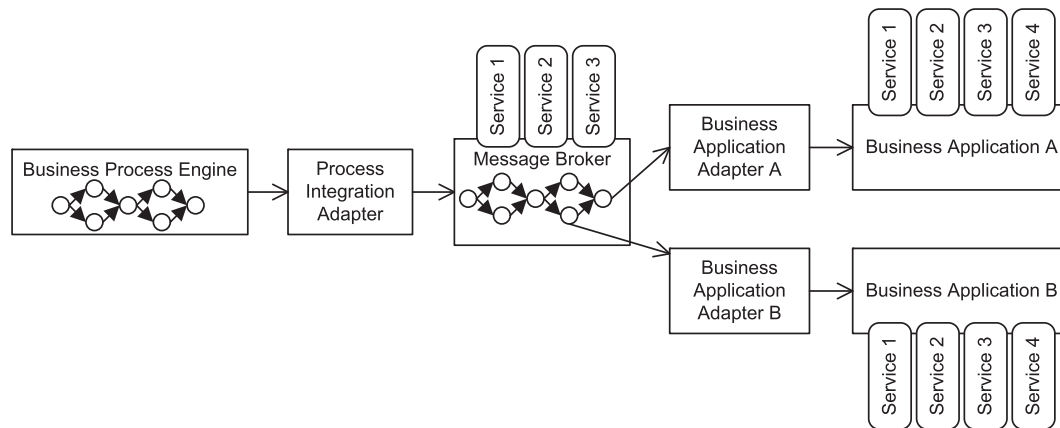 Service 1
Service 2
Service 3
Service 4
Service 1
Service 2
Service 3
Business Process Engine
Process
Integration
Adapter
Message Broker
Business
Application
Adapter A
Business Application A
Business
Application
Adapter B
Business Application B
Service 1
Service 2
Service 3
Service 4